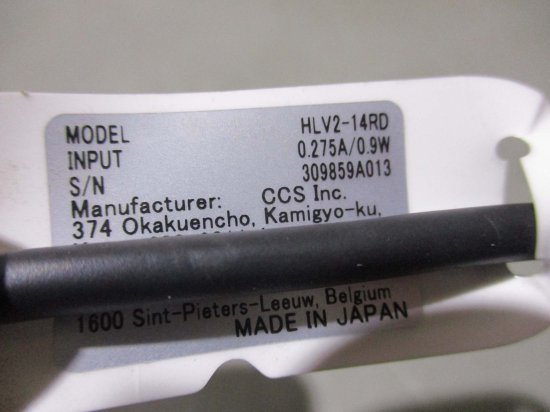 MODEL HLV2-14RD
INPUT 0.275A/0.9W
S/N 309859A013
Manufacturer: CCS Inc.
374 Okakuencho, Kamigyo-ku,
1600 Sint-Pieters-Leeuw, Belgium
MADE IN JAPAN